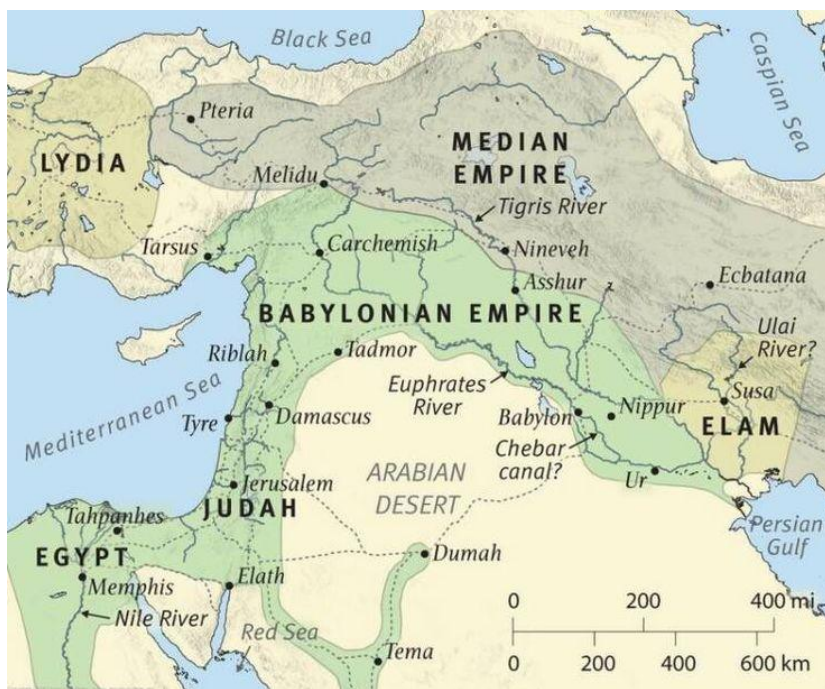 Black Sea
Caspian Sea
Pteria
LYDIA
MEDIAN
EMPIRE
Melidu
Tigris River
Tarsus
Carchemish
Nineveh
Asshur
Ecbatana
BABYLONIAN EMPIRE
Ulai
River?
Riblah
Tadmor
Euphrates
River
Susa
Mediterranean Sea
Tyre
Damascus
Babylon
Nippur
ELAM
Chebar
canal?
Jerusalem
JUDAH
ARABIAN
DESERT
Ur
Tahpanhes
Persian
Gulf
EGYPT
Memphis
Elath
Dumah
Nile River
Red Sea
Tema
0 200 400 mi
0 200 400 600 km